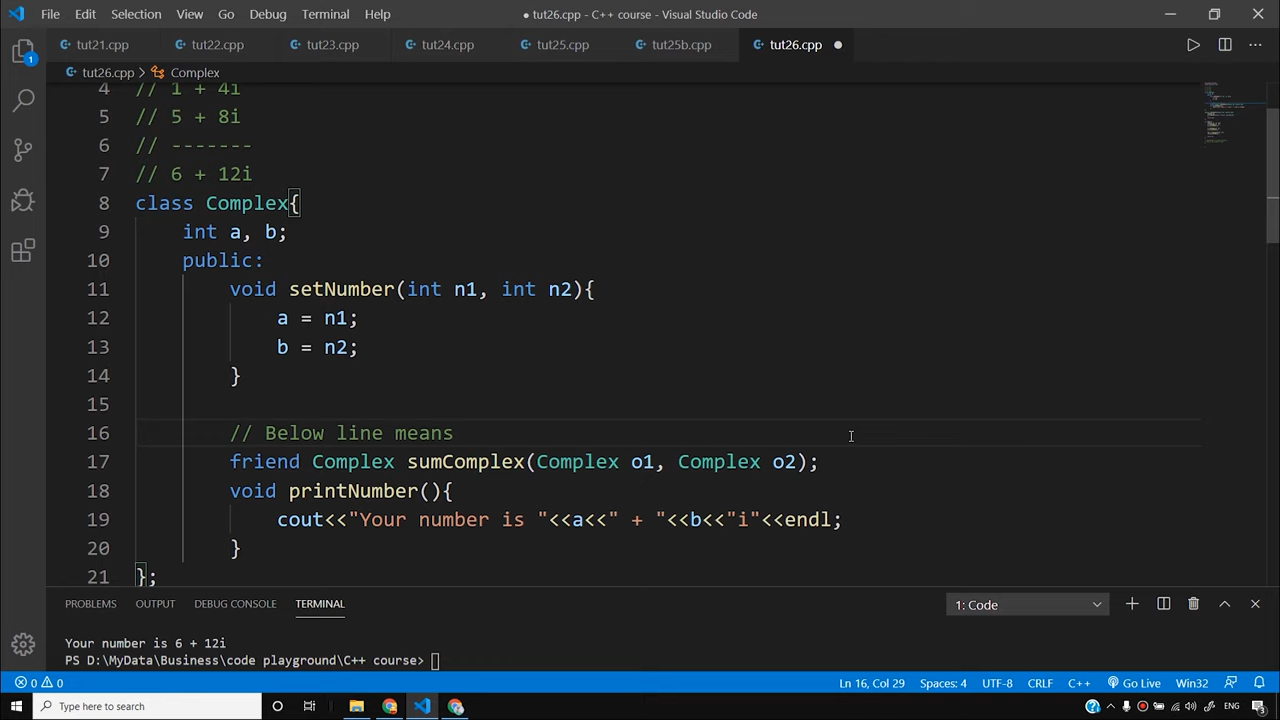 File Edit Selection View Go Debug Terminal Help
● tut26.cpp - C++ course - Visual Studio Code
tut21.cpp tut22.cpp tut23.cpp tut24.cpp tut25.cpp tut25b.cpp tut26.cpp ●
tut26.cpp > Complex
4 // 1 + 4i
5 // 5 + 8i
6 // -------
7 // 6 + 12i
8 class Complex{
9 int a, b;
10 public:
11 void setNumber(int n1, int n2){
12 a = n1;
13 b = n2;
14 }
15
16 // Below line means
17 friend Complex sumComplex(Complex o1, Complex o2);
18 void printNumber(){
19 cout<<"Your number is "<<a<<" + "<<b<<"i"<<endl;
20 }
21 };
PROBLEMS OUTPUT DEBUG CONSOLE TERMINAL 1: Code
Your number is 6 + 12i
PS D:\MyData\Business\code playground\C++ course>
0 0 Ln 16, Col 29 Spaces: 4 UTF-8 CRLF C++ Go Live Win32
Type here to search ENG